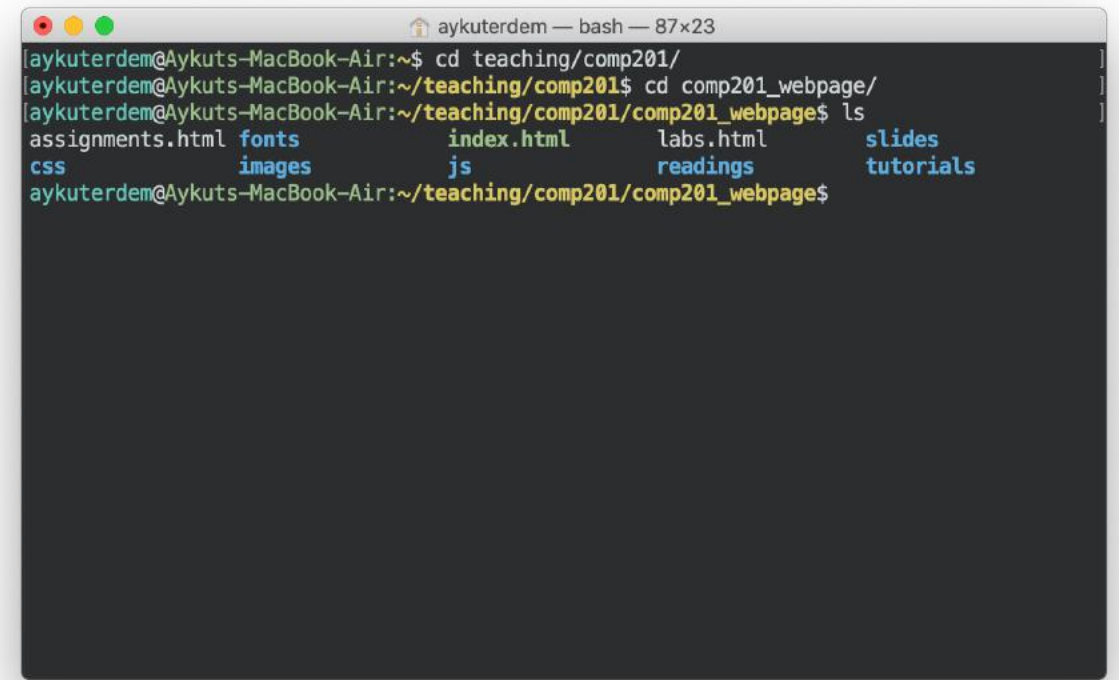 aykuterdem — bash — 87×23
[aykuterdem@Aykuts-MacBook-Air:~$ cd teaching/comp201/ ]
[aykuterdem@Aykuts-MacBook-Air:~/teaching/comp201$ cd comp201_webpage/ ]
[aykuterdem@Aykuts-MacBook-Air:~/teaching/comp201/comp201_webpage$ ls ]
assignments.html fonts index.html labs.html slides
css images js readings tutorials
aykuterdem@Aykuts-MacBook-Air:~/teaching/comp201/comp201_webpage$